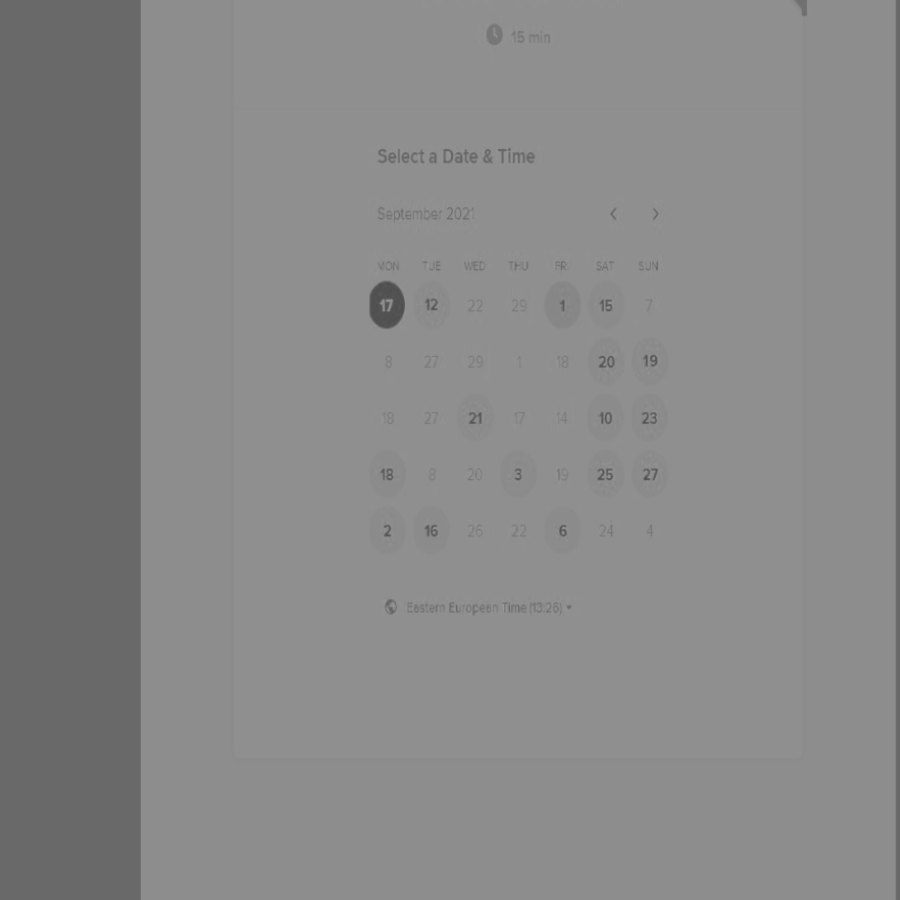 15 min
Select a Date & Time
September 2021
MON TUE WED THU FR SAT SUN
17 12 22 29 1 15 7
8 27 29 1 18 20 19
18 27 21 17 14 10 23
18 8 20 3 19 25 27
2 16 26 22 6 24 4
Eastern European Time (13:26)